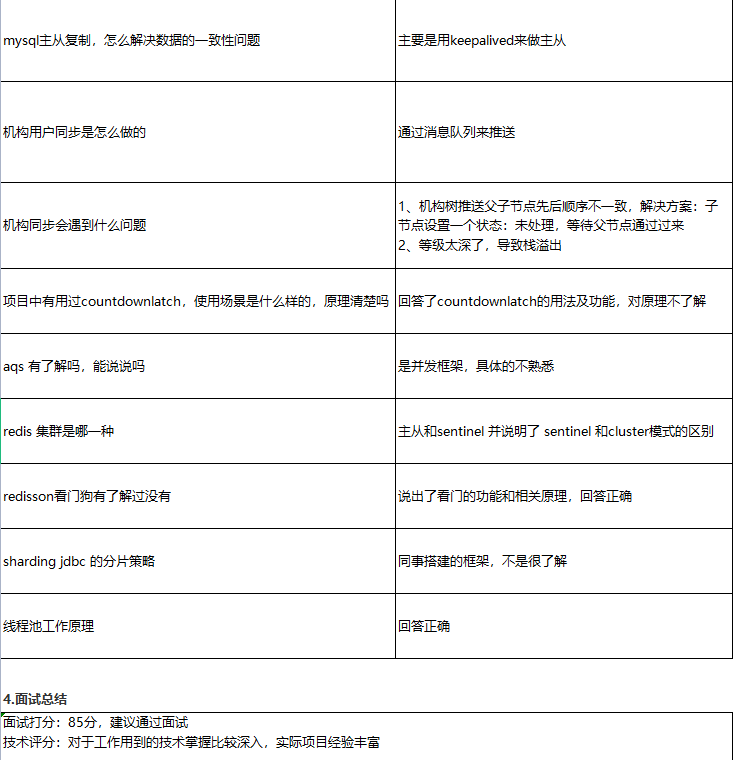 mysql主从复制，怎么解决数据的一致性问题
主要是用keepalived来做主从
机构用户同步是怎么做的
通过消息队列来推送
机构同步会遇到什么问题
1、机构树推送父子节点先后顺序不一致，解决方案：子
节点设置一个状态：未处理，等待父节点通过过来
2、等级太深了，导致栈溢出
项目中有用过countdownlatch，使用场景是什么样的，原理清楚吗
回答了countdownlatch的用法及功能，对原理不了解
aqs 有了解吗，能说说吗
是并发框架，具体的不熟悉
redis 集群是哪一种
主从和sentinel 并说明了 sentinel 和cluster模式的区别
redisson看门狗有了解过没有
说出了看门的功能和相关原理，回答正确
sharding jdbc 的分片策略
同事搭建的框架，不是很了解
线程池工作原理
回答正确
4.面试总结
面试打分：85分，建议通过面试
技术评分：对于工作用到的技术掌握比较深入，实际项目经验丰富